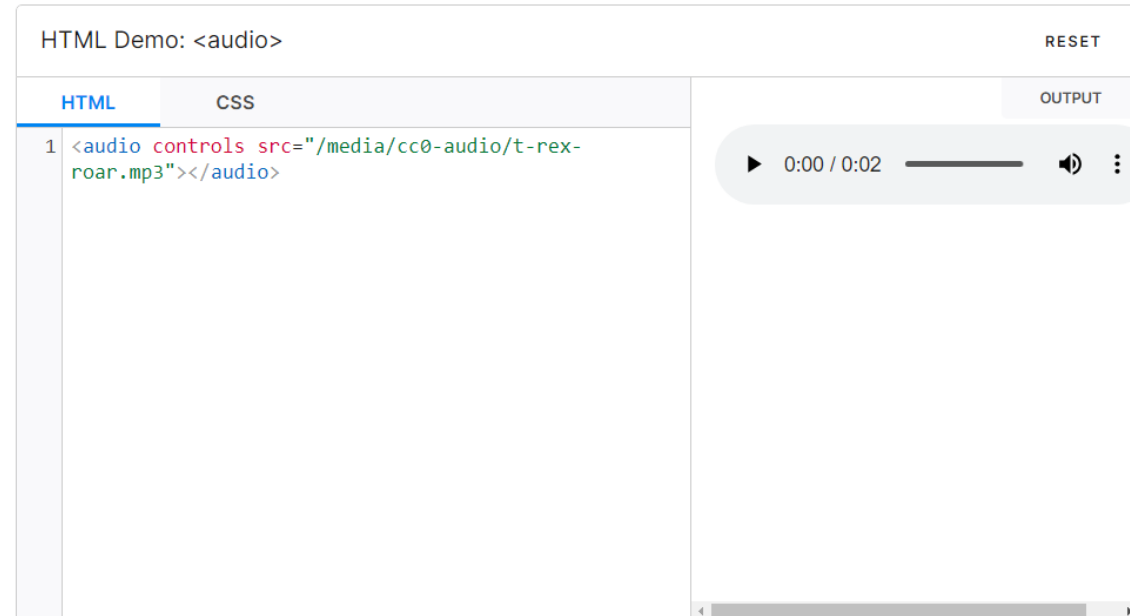 HTML Demo: <audio>
RESET
HTML
CSS
1 <audio controls src="/media/cc0-audio/t-rex-
roar.mp3"></audio>
OUTPUT
0:00 / 0:02